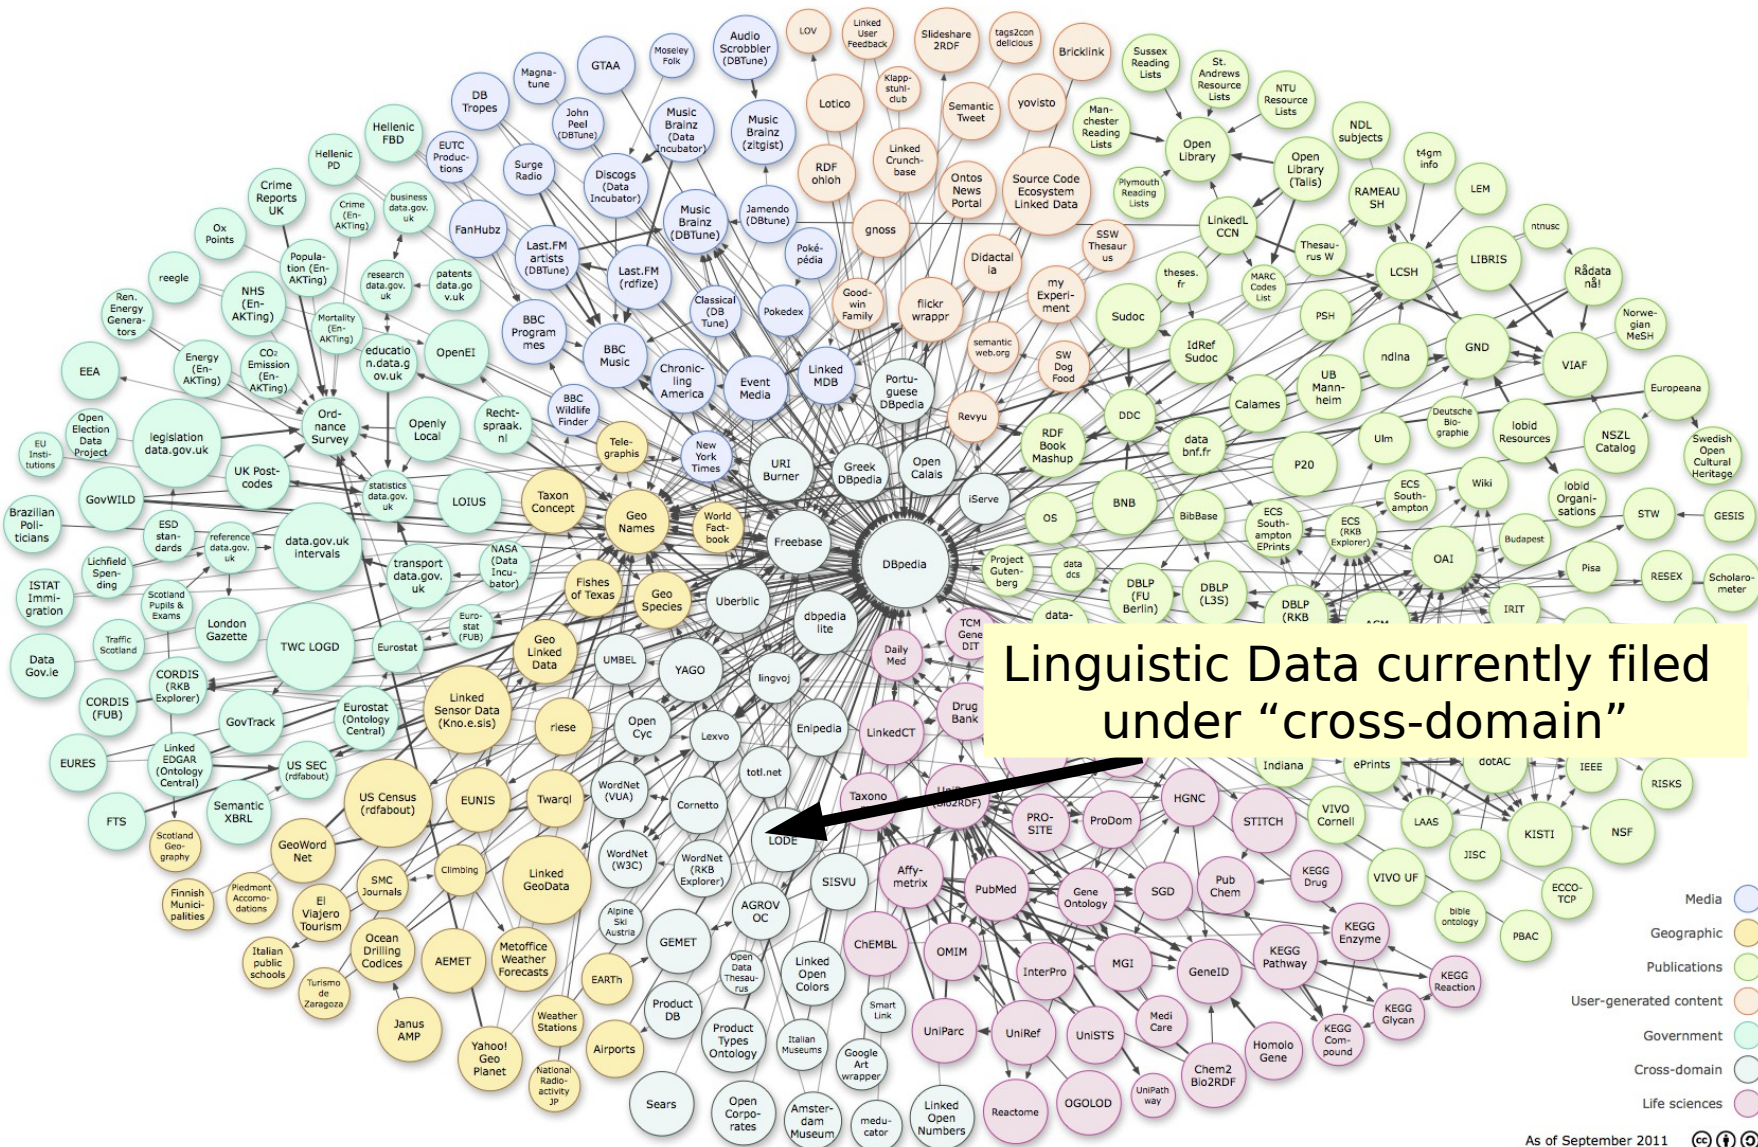 Audio
Scrobbler
(DBTune)
LOV
Linked
User
Feedback
Slideshare
2RDF
tags2con
delicious
Bricklink
Sussex
Reading
Lists
St.
Andrews
Resource
Lists
NTU
Resource
Lists
Moseley
Folk
GTAA
Magna-
tune
DB
Tropes
John
Peel
(DBTune)
Music
Brainz
(Data
Incubator)
Music
Brainz
(zitgist)
Lotico
Klapp-
stuhl-
club
Semantic
Tweet
yovisto
Man-
chester
Reading
Lists
Open
Library
Open
Library
(Talis)
NDL
subjects
t4gm
info
Hellenic
FBD
Hellenic
PD
EUTC
Produc-
tions
Surge
Radio
Discogs
(Data
Incubator)
RDF
ohloh
Linked
Crunch-
base
Ontos
News
Portal
Source Code
Ecosystem
Linked Data
Plymouth
Reading
Lists
RAMEAU
SH
LEM
Crime
Reports
UK
Crime
(En-
AKTing)
business
data.gov.
uk
FanHubz
Last.FM
artists
(DBTune)
Music
Brainz
(DBTune)
Jamendo
(DBtune)
gnoss
SSW
Thesaur
us
LinkedL
CCN
Thesau-
rus W
ntnusc
Ox
Points
Popula-
tion (En-
AKTing)
research
data.gov.
uk
patents
data.go
v.uk
Last.FM
(rdfize)
Poké-
pédia
Didactal
ia
theses.
fr
MARC
Codes
List
LCSH
LIBRIS
Rådata
nå!
reegle
Ren.
Energy
Genera-
tors
NHS
(En-
AKTing)
Mortality
(En-
AKTing)
BBC
Program
mes
Classical
(DB
Tune)
Pokedex
Good-
win
Family
flickr
wrappr
my
Experi-
ment
Sudoc
PSH
Norwe-
gian
MeSH
EEA
Energy
(En-
AKTing)
CO2
Emission
(En-
AKTing)
educatio
n.data.g
ov.uk
OpenEI
BBC
Music
Chronic-
ling
America
Event
Media
Linked
MDB
Portu-
guese
DBpedia
semantic
web.org
SW
Dog
Food
IdRef
Sudoc
ndlna
GND
VIAF
UB
Mann-
heim
Europeana
Open
Election
Data
Project
EU
Insti-
tutions
legislation
data.gov.uk
Ord-
nance
Survey
Openly
Local
Recht-
spraak.
nl
BBC
Wildlife
Finder
Tele-
graphis
New
York
Times
URI
Burner
Greek
DBpedia
Open
Calais
Revyu
RDF
Book
Mashup
DDC
Calames
data
bnf.fr
Deutsche
Bio-
graphie
Ulm
lobid
Resources
NSZL
Catalog
Swedish
Open
Cultural
Heritage
UK Post-
codes
GovWILD
statistics
data.gov.
uk
LOIUS
Taxon
Concept
Geo
Names
World
Fact-
book
iServe
BNB
P20
ECS
South-
ampton
Wiki
lobid
Organi-
sations
Brazilian
Poli-
ticians
ESD
stan-
dards
reference
data.gov.
uk
data.gov.uk
intervals
NASA
(Data
Incu-
bator)
Freebase
DBpedia
OS
BibBase
ECS
South-
ampton
EPrints
ECS
(RKB
Explorer)
Budapest
STW
GESIS
Lichfield
Spen-
ding
transport
data.gov.
uk
Fishes
of Texas
Geo
Species
Project
Guten-
berg
data
dcs
DBLP
(FU
Berlin)
DBLP
(L3S)
DBLP
(RKB
OAI
Pisa
RESEX
Scholaro-
meter
ISTAT
Immi-
gration
Scotland
Pupils &
Exams
London
Gazette
Euro-
stat
(FUB)
Uberblic
dbpedia
lite
TCM
Gene
DIT
data-
ACM
IRIT
Traffic
Scotland
TWC LOGD
Eurostat
Geo
Linked
Data
UMBEL
YAGO
Daily
Med
Linguistic Data currently filed
under “cross-domain”
Data
Gov.ie
CORDIS
(RKB
Explorer)
CORDIS
(FUB)
GovTrack
Eurostat
(Ontology
Central)
Linked
Sensor Data
(Kno.e.sis)
riese
Open
Cyc
Lexvo
lingvoj
Enipedia
LinkedCT
Drug
Bank
EURES
Linked
EDGAR
(Ontology
Central)
US SEC
(rdfabout)
totl.net
Indiana
ePrints
dotAC
IEEE
RISKS
FTS
Semantic
XBRL
US Census
(rdfabout)
EUNIS
Twarql
WordNet
(VUA)
Cornetto
LODE
Taxono
(Bio2RDF)
PRO-
SITE
ProDom
HGNC
STITCH
VIVO
Cornell
LAAS
KISTI
NSF
Scotland
Geo-
graphy
GeoWord
Net
Climbing
WordNet
(W3C)
WordNet
(RKB
Explorer)
SISVU
Affy-
metrix
PubMed
Gene
Ontology
SGD
Pub
Chem
KEGG
Drug
JISC
VIVO UF
ECCO-
TCP
Finnish
Munici-
palities
Piedmont
Accomo-
dations
El
Viajero
Tourism
SMC
Journals
Linked
GeoData
Alpine
Ski
Austria
AGROV
OC
bible
ontology
PBAC
Italian
public
schools
Ocean
Drilling
Codices
AEMET
Metoffice
Weather
Forecasts
GEMET
ChEMBL
OMIM
KEGG
Enzyme
KEGG
Pathway
Turismo
de
Zaragoza
EARTh
Open
Data
Thesau-
rus
Linked
Open
Colors
InterPro
MGI
GeneID
KEGG
Reaction
Janus
AMP
Yahoo!
Geo
Planet
Weather
Stations
Airports
Product
DB
Product
Types
Ontology
Italian
Museums
Smart
Link
Google
Art
wrapper
UniParc
UniRef
UniSTS
Medi
Care
Homolo
Gene
KEGG
Com-
pound
KEGG
Glycan
National
Radio-
activity
JP
Sears
Open
Corpo-
rates
Amster-
dam
Museum
medu-
cator
Linked
Open
Numbers
Reactome
OGOLOD
UniPath
way
Chem2
Bio2RDF
Media
Geographic
Publications
User-generated content
Government
Cross-domain
Life sciences
As of September 2011